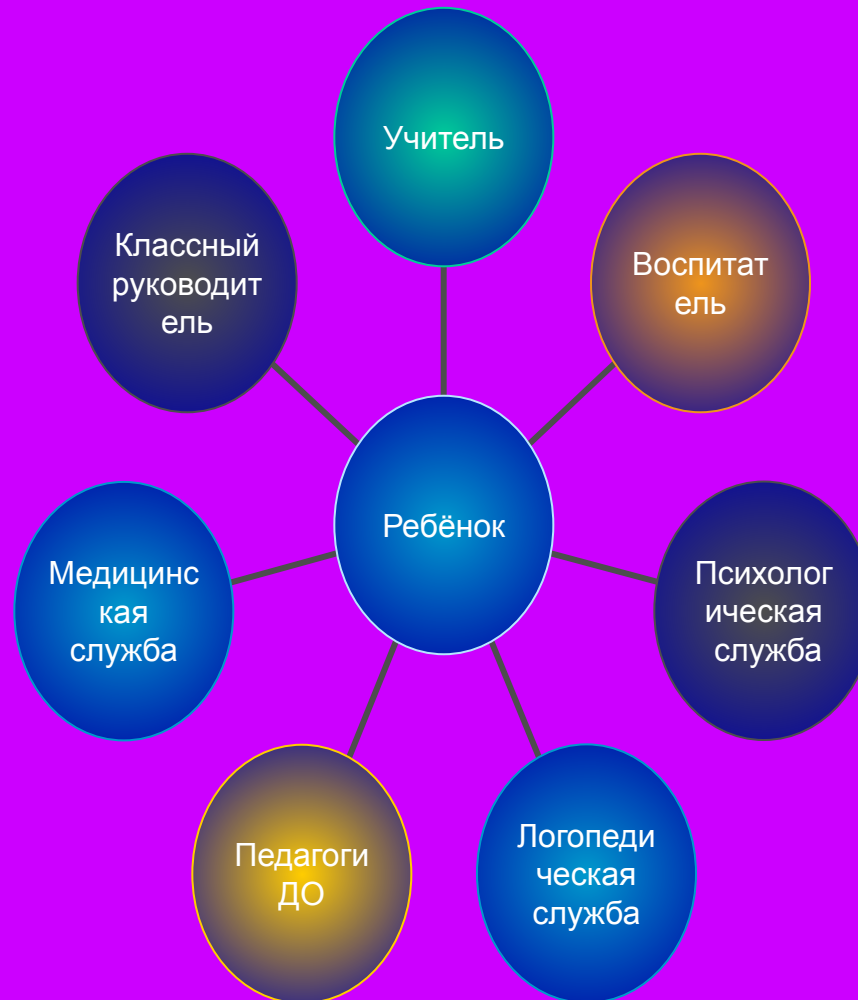 Учитель
Классный
руководит
ель
Воспитат
ель
Ребёнок
Медицинс
кая
служба
Психолог
ическая
служба
Педагоги
ДО
Логопеди
ческая
служба